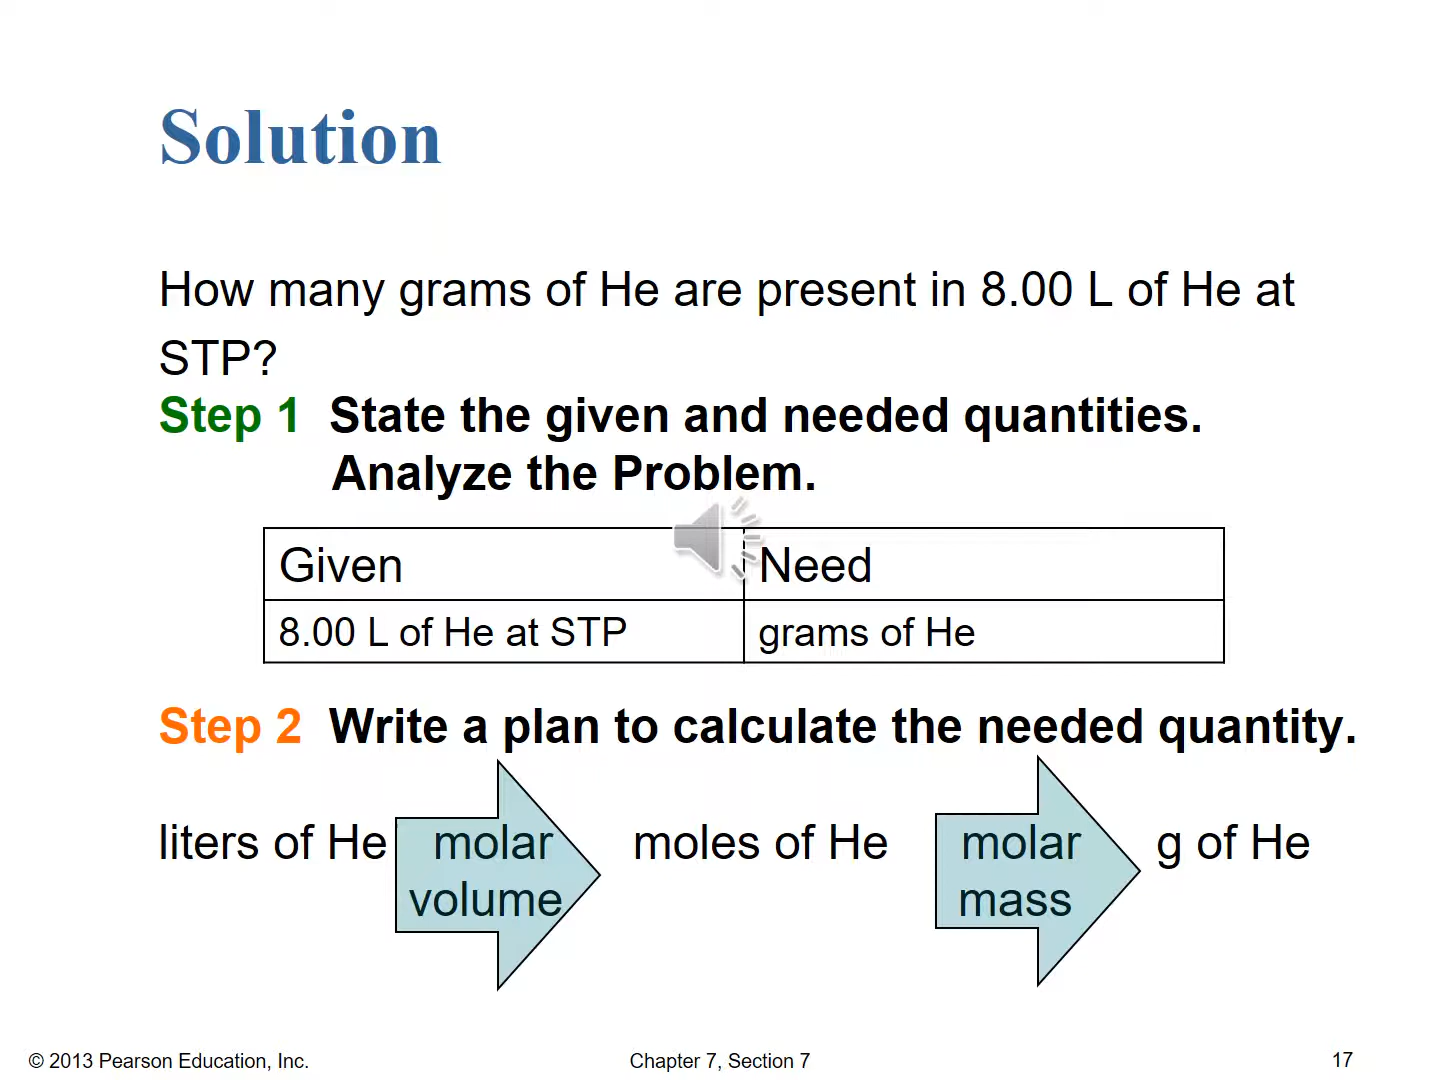 Solution
How many grams of He are present in 8.00 L of He at
STP?
Step 1 State the given and needed quantities.
Analyze the Problem.
Given Need
8.00 L of He at STP grams of He
Step 2 Write a plan to calculate the needed quantity.
liters of He molar moles of He molar g of He
volume mass
© 2013 Pearson Education, Inc. Chapter 7, Section 7 17